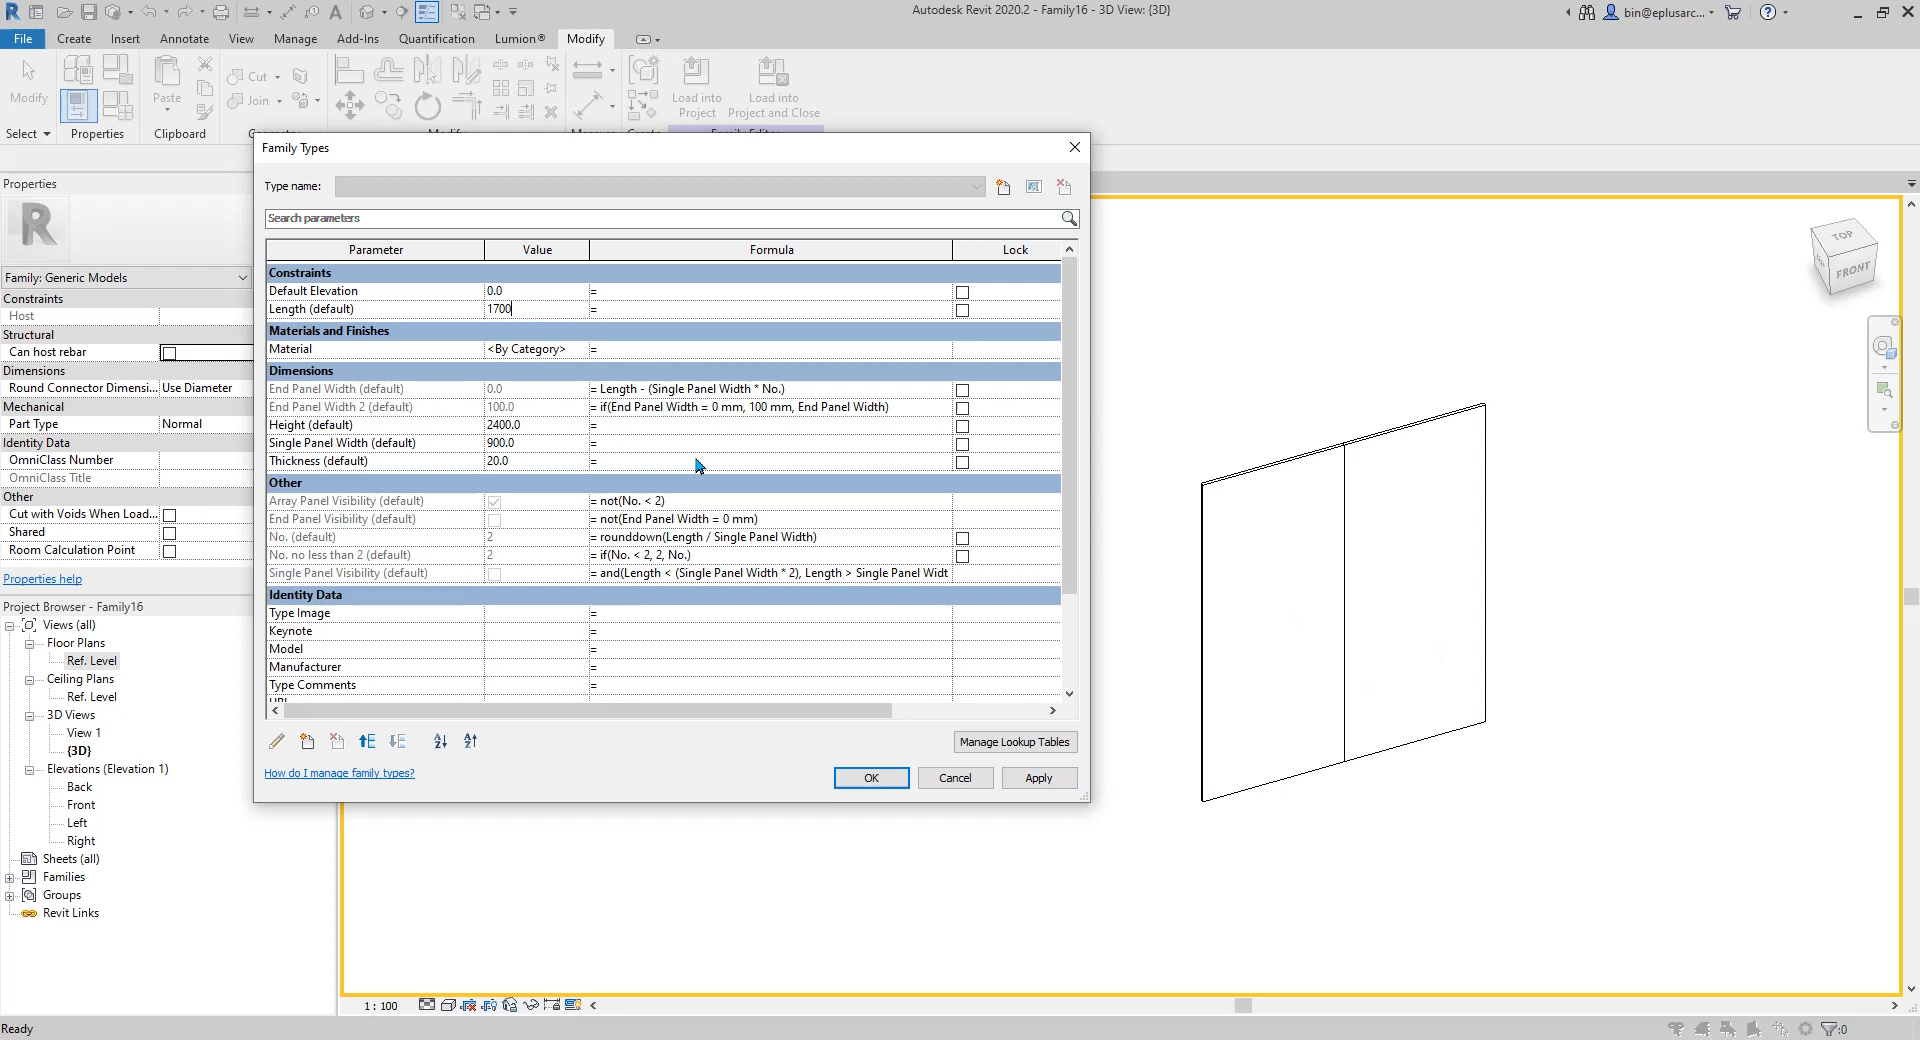 Autodesk Revit 2020.2 - Family16 - 3D View: {3D}
bin@eplusarc...
File
Create
Insert
Annotate
View
Manage
Add-Ins
Quantification
Lumion®
Modify
Modify
Paste
Cut
Join
Load into
Project
Load into
Project and Close
Select
Properties
Clipboard
Properties
R
Family: Generic Models
Constraints
Host
Structural
Can host rebar
Dimensions
Round Connector Dimensi... Use Diameter
Mechanical
Part Type Normal
Identity Data
OmniClass Number
OmniClass Title
Other
Cut with Voids When Load...
Shared
Room Calculation Point
Properties help
Project Browser - Family16
Views (all)
Floor Plans
Ref. Level
Ceiling Plans
Ref. Level
3D Views
View 1
{3D}
Elevations (Elevation 1)
Back
Front
Left
Right
Sheets (all)
Families
Groups
Revit Links
Family Types
Type name:
Search parameters
Parameter Value Formula Lock
Constraints
Default Elevation 0.0 =
Length (default) 1700 =
Materials and Finishes
Material <By Category> =
Dimensions
End Panel Width (default) 0.0 = Length - (Single Panel Width * No.)
End Panel Width 2 (default) 100.0 = if(End Panel Width = 0 mm, 100 mm, End Panel Width)
Height (default) 2400.0 =
Single Panel Width (default) 900.0 =
Thickness (default) 20.0 =
Other
Array Panel Visibility (default) = not(No. < 2)
End Panel Visibility (default) = not(End Panel Width = 0 mm)
No. (default) 2 = rounddown(Length / Single Panel Width)
No. no less than 2 (default) 2 = if(No. < 2, 2, No.)
Single Panel Visibility (default) = and(Length < (Single Panel Width * 2), Length > Single Panel Widt
Identity Data
Type Image =
Keynote =
Model =
Manufacturer =
Type Comments =
Manage Lookup Tables
How do I manage family types?
OK
Cancel
Apply
TOP
FRONT
1 : 100
Ready
:0